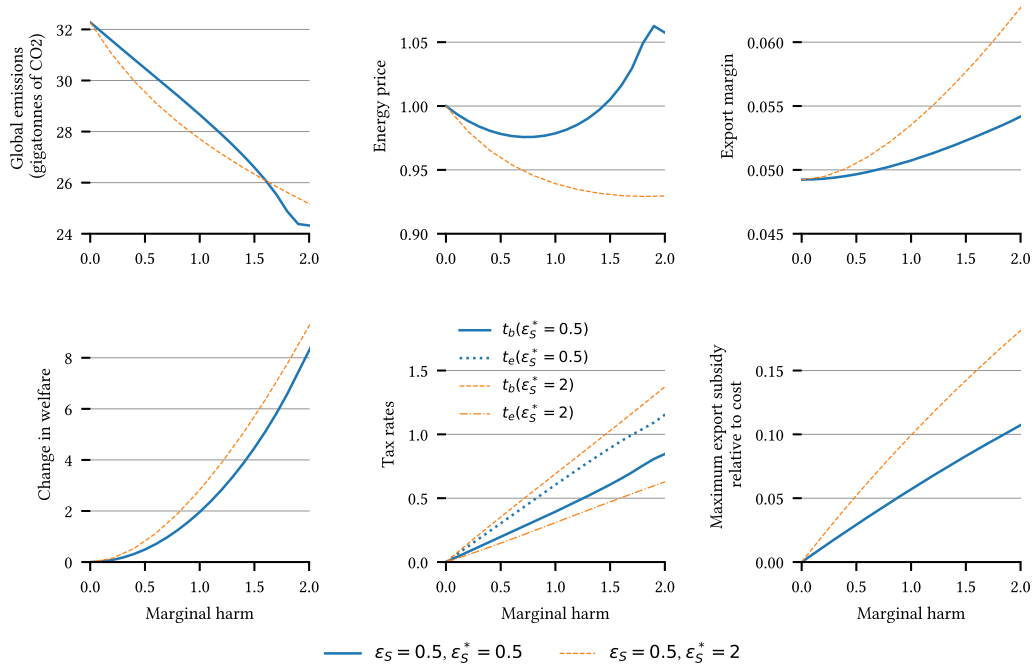 Global emissions
(gigatonnes of CO2)
32
30
28
26
24
0.0 0.5 1.0 1.5 2.0
Energy price
1.05
1.00
0.95
0.90
0.0 0.5 1.0 1.5 2.0
Export margin
0.060
0.055
0.050
0.045
0.0 0.5 1.0 1.5 2.0
Change in welfare
8
6
4
2
0
0.0 0.5 1.0 1.5 2.0
Marginal harm
t_b(ε_S^* = 0.5)
t_e(ε_S^* = 0.5)
t_b(ε_S^* = 2)
t_e(ε_S^* = 2)
Tax rates
1.5
1.0
0.5
0.0
0.0 0.5 1.0 1.5 2.0
Marginal harm
Maximum export subsidy
relative to cost
0.15
0.10
0.05
0.00
0.0 0.5 1.0 1.5 2.0
Marginal harm
ε_S = 0.5, ε_S^* = 0.5
ε_S = 0.5, ε_S^* = 2